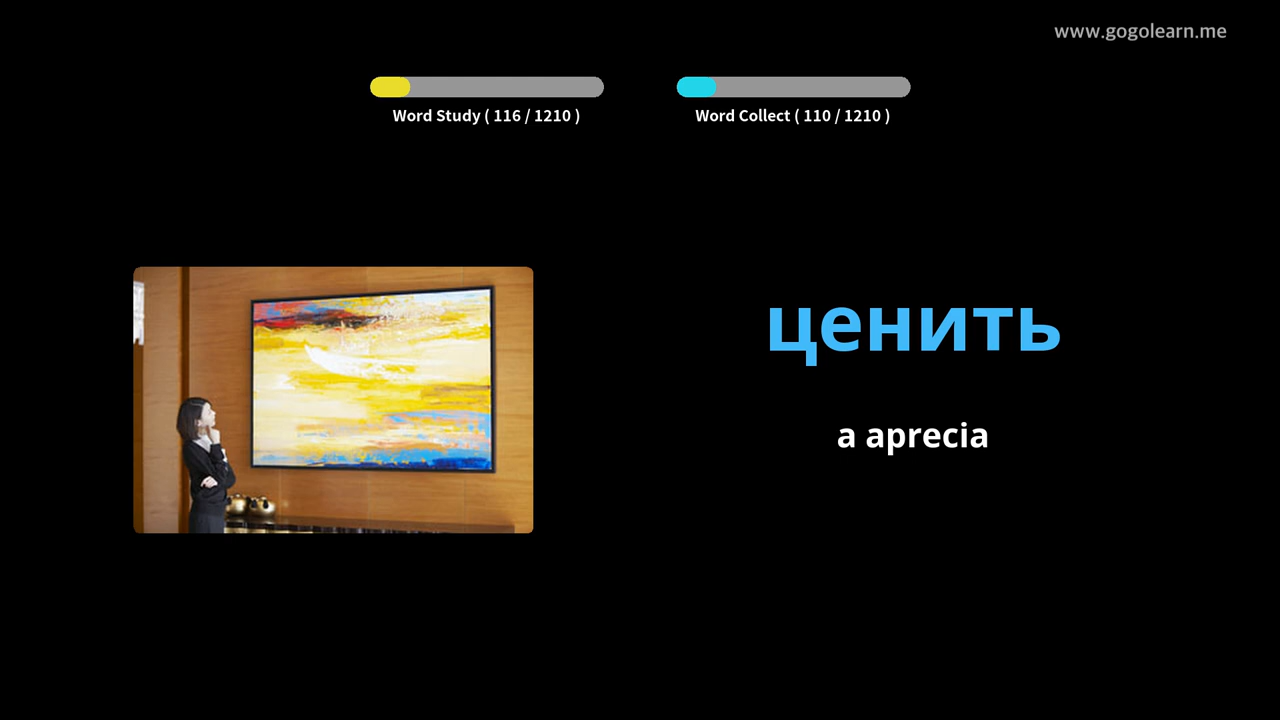 www.gogolearn.me
Word Study ( 116 / 1210 )
Word Collect ( 110 / 1210 )
ценить
a aprecia